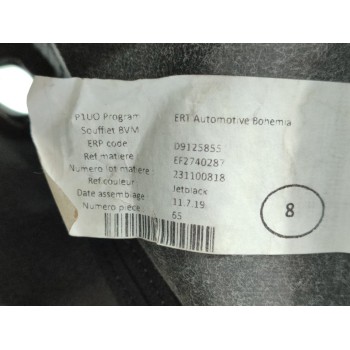 P1UO Program ERT Automotive Bohemia
Soufflet BVM
ERP code 09125855
Ref matiere EF2740287
Numero lot matiere 231100818
Ref couleur Jetblack
Date assemblage 11.7.19
Numero piece 65
8